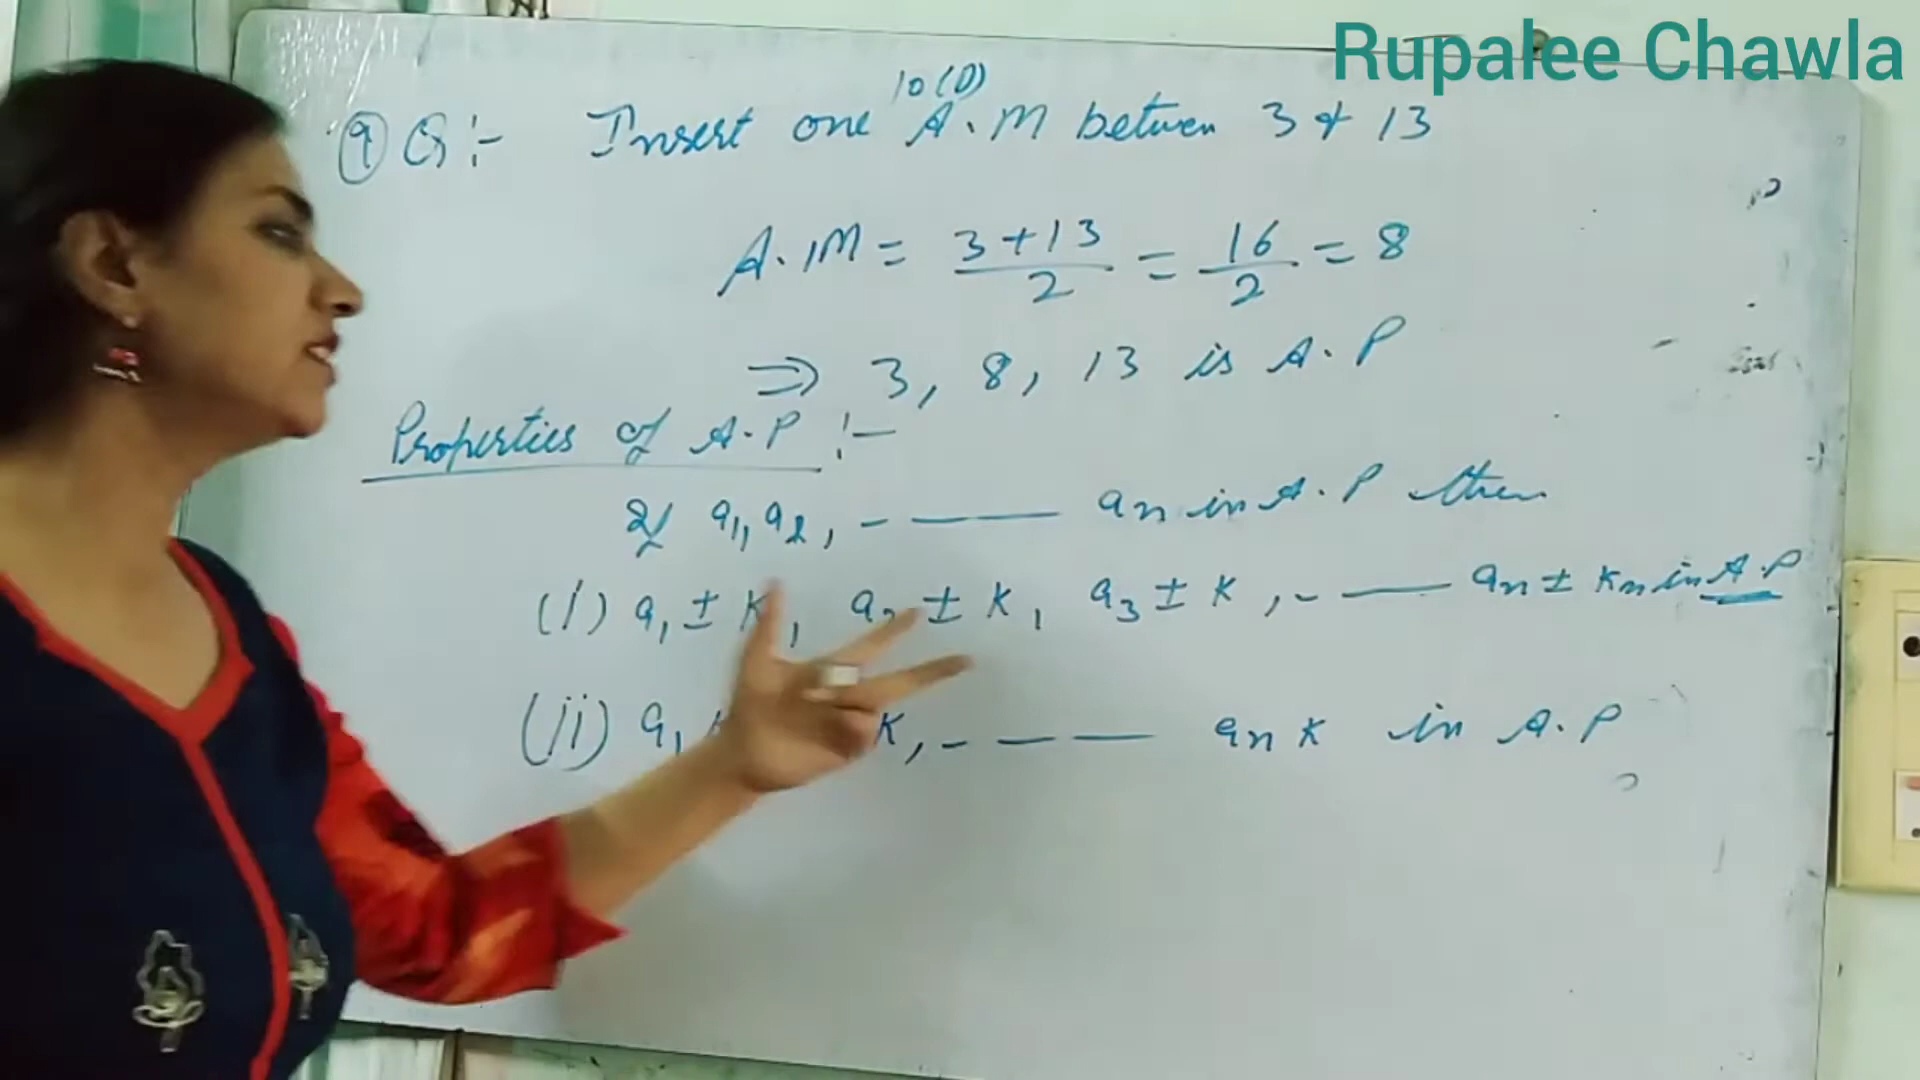 Rupalee Chawla
10(D)
(9) Q:- Insert one A.M between 3 & 13
A.M = 3+13/2 = 16/2 = 8
⇒ 3, 8, 13 is A.P
Properties of A.P :-
If a₁, a₂, - — — aₙ in A.P then
(i) a₁ ± K, a₂ ± K, a₃ ± K, - — — aₙ ± Kₙ in A.P
(ii) a₁ K, - — — aₙ K in A.P